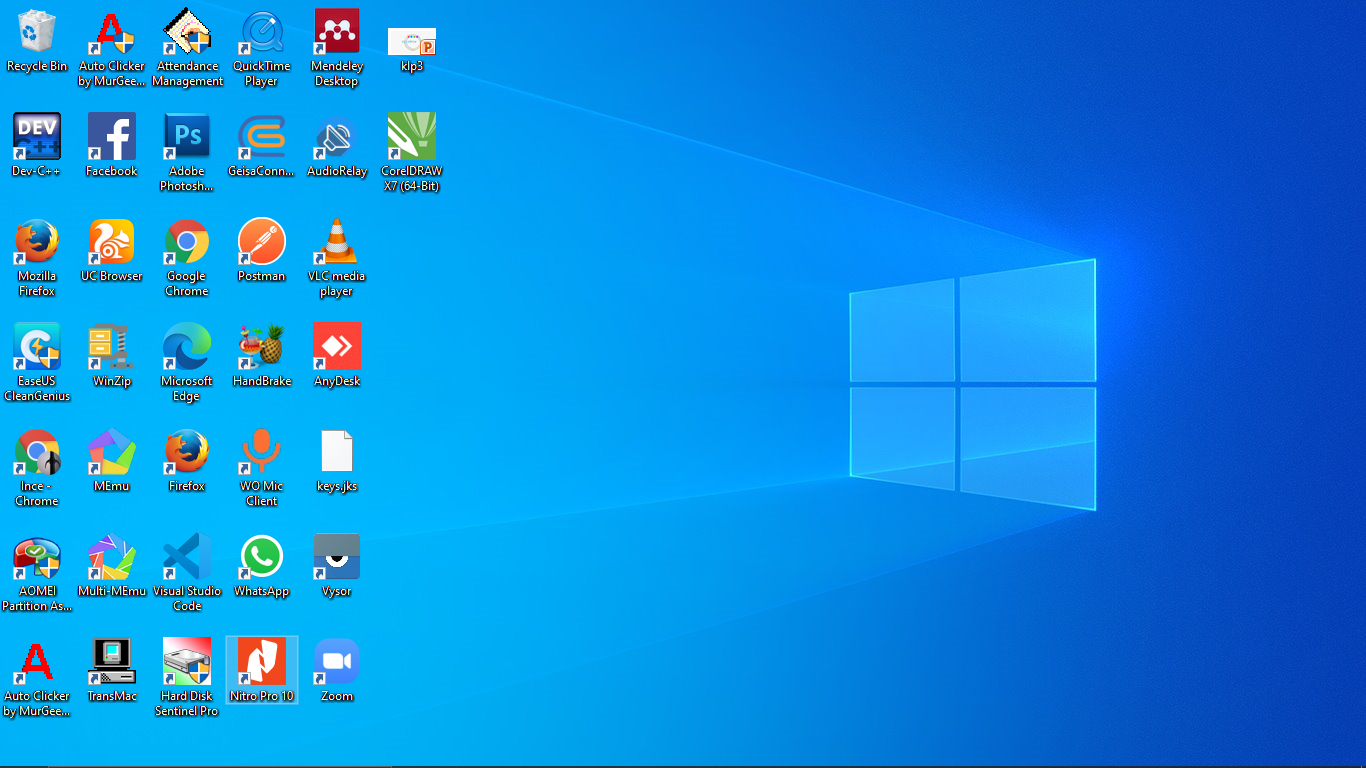 Recycle Bin
Auto Clicker
by MurGee...
Attendance
Management
QuickTime
Player
Mendeley
Desktop
P
klp3
DEV
C++
Dev-C++
Facebook
Ps
Adobe
Photosh...
GeisaConn...
AudioRelay
CorelDRAW
X7 (64-Bit)
Mozilla
Firefox
UC Browser
Google
Chrome
Postman
VLC media
player
EaseUS
CleanGenius
WinZip
Microsoft
Edge
HandBrake
AnyDesk
Ince -
Chrome
MEmu
Firefox
WO Mic
Client
keys.jks
AOMEI
Partition As...
Multi-MEmu
Visual Studio
Code
WhatsApp
Vysor
Auto Clicker
by MurGee...
TransMac
Hard Disk
Sentinel Pro
Nitro Pro 10
Zoom